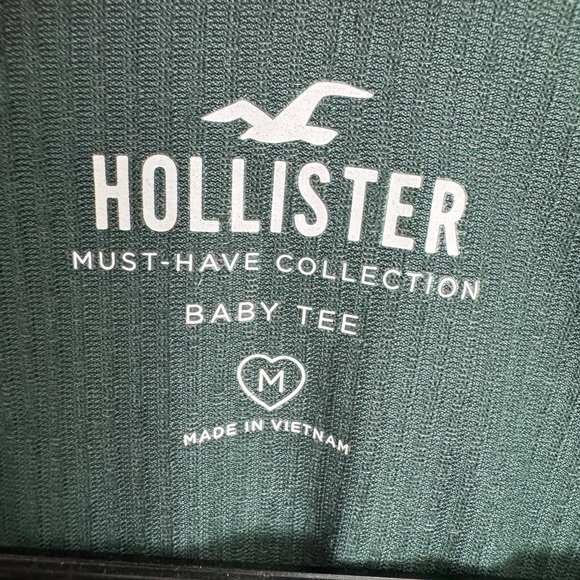 HOLLISTER
MUST-HAVE COLLECTION
BABY TEE
M
MADE IN VIETNAM